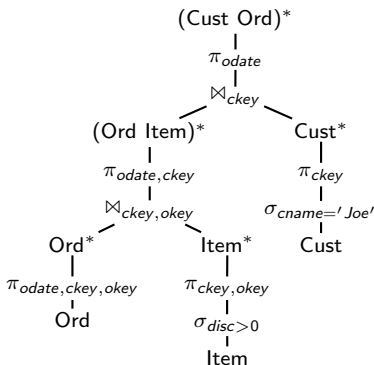 (Cust Ord)*
π_odate
⋈_ckey
(Ord Item)* Cust*
π_odate,ckey π_ckey
⋈_ckey,okey σ_cname='Joe'
Ord* Item* Cust
π_odate,ckey,okey π_ckey,okey
Ord σ_disc>0
Item